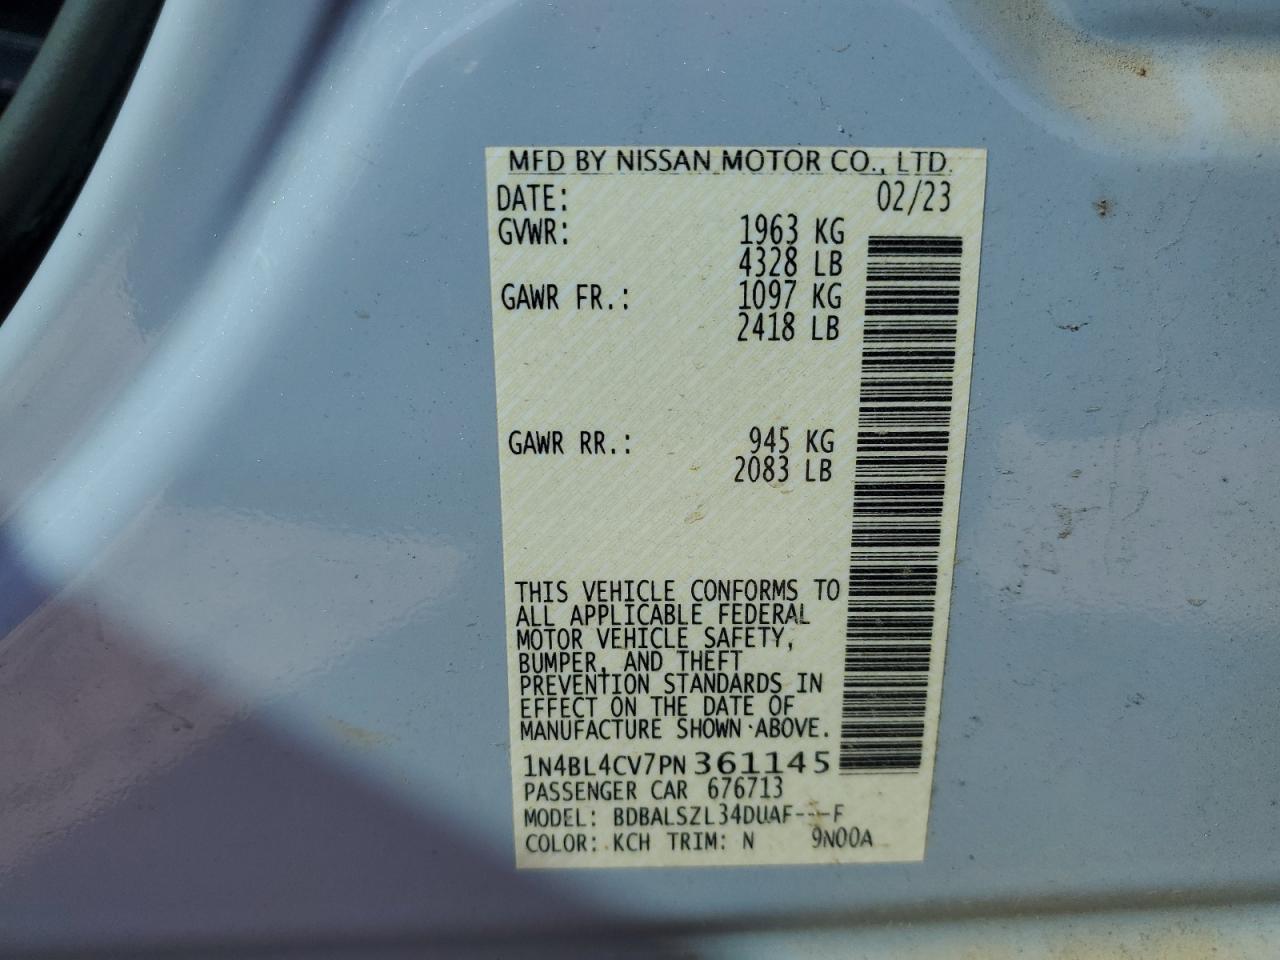 MFD BY NISSAN MOTOR CO., LTD.
DATE: 02/23
GVWR: 1963 KG
4328 LB
GAWR FR.: 1097 KG
2418 LB
GAWR RR.: 945 KG
2083 LB
THIS VEHICLE CONFORMS TO
ALL APPLICABLE FEDERAL
MOTOR VEHICLE SAFETY,
BUMPER, AND THEFT
PREVENTION STANDARDS IN
EFFECT ON THE DATE OF
MANUFACTURE SHOWN ABOVE.
1N4BL4CV7PN361145
PASSENGER CAR 676713
MODEL: BDBALSZL34DUAF---F
COLOR: KCH TRIM: N 9N00A